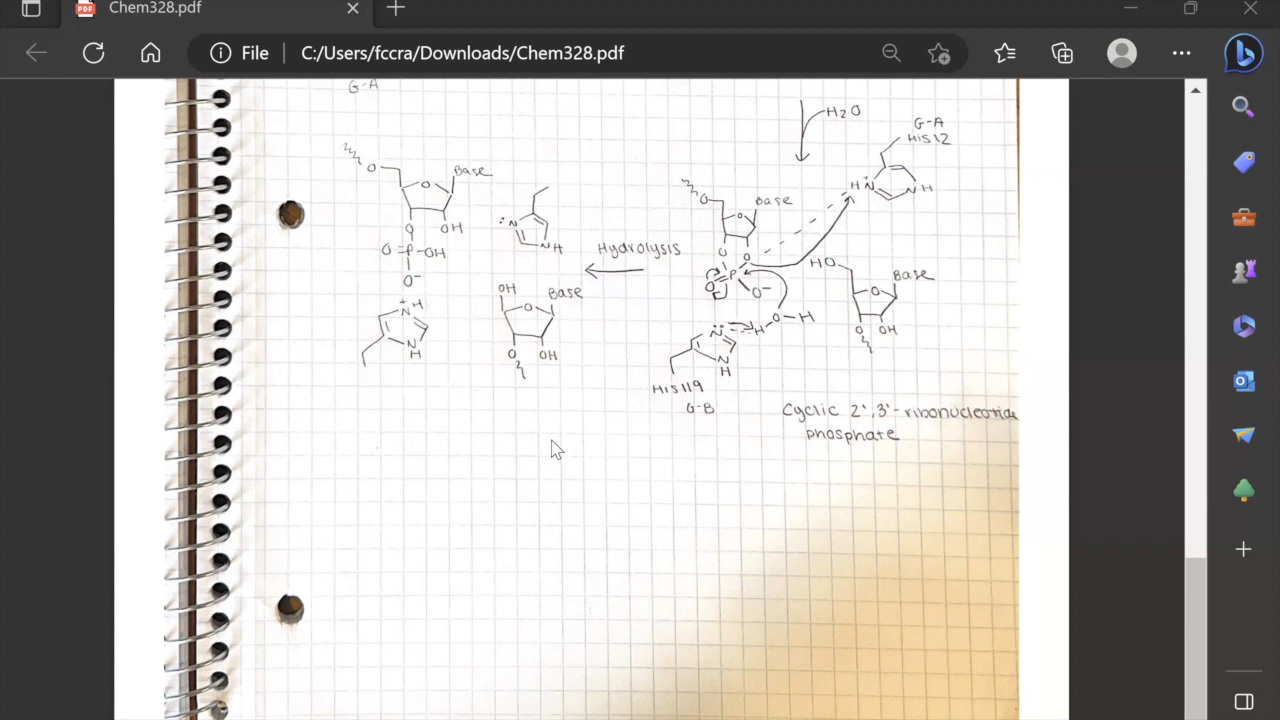 PDF
Chem328.pdf
File
C:/Users/fccra/Downloads/Chem328.pdf
G-A
H2O
G-A
HiS12
H N+
N H
O
O
Base
OH
O
O=P-OH
O-
+ H
N
N
H
:N
N H
OH
O
Base
O
OH
Hydrolysis
O
O
Base
O
O
P
O
O-
O-H
N
H
N
H
HiS119
G-B
HO
O
Base
O
OH
Cyclic 2',3'-ribonucleotide
phosphate